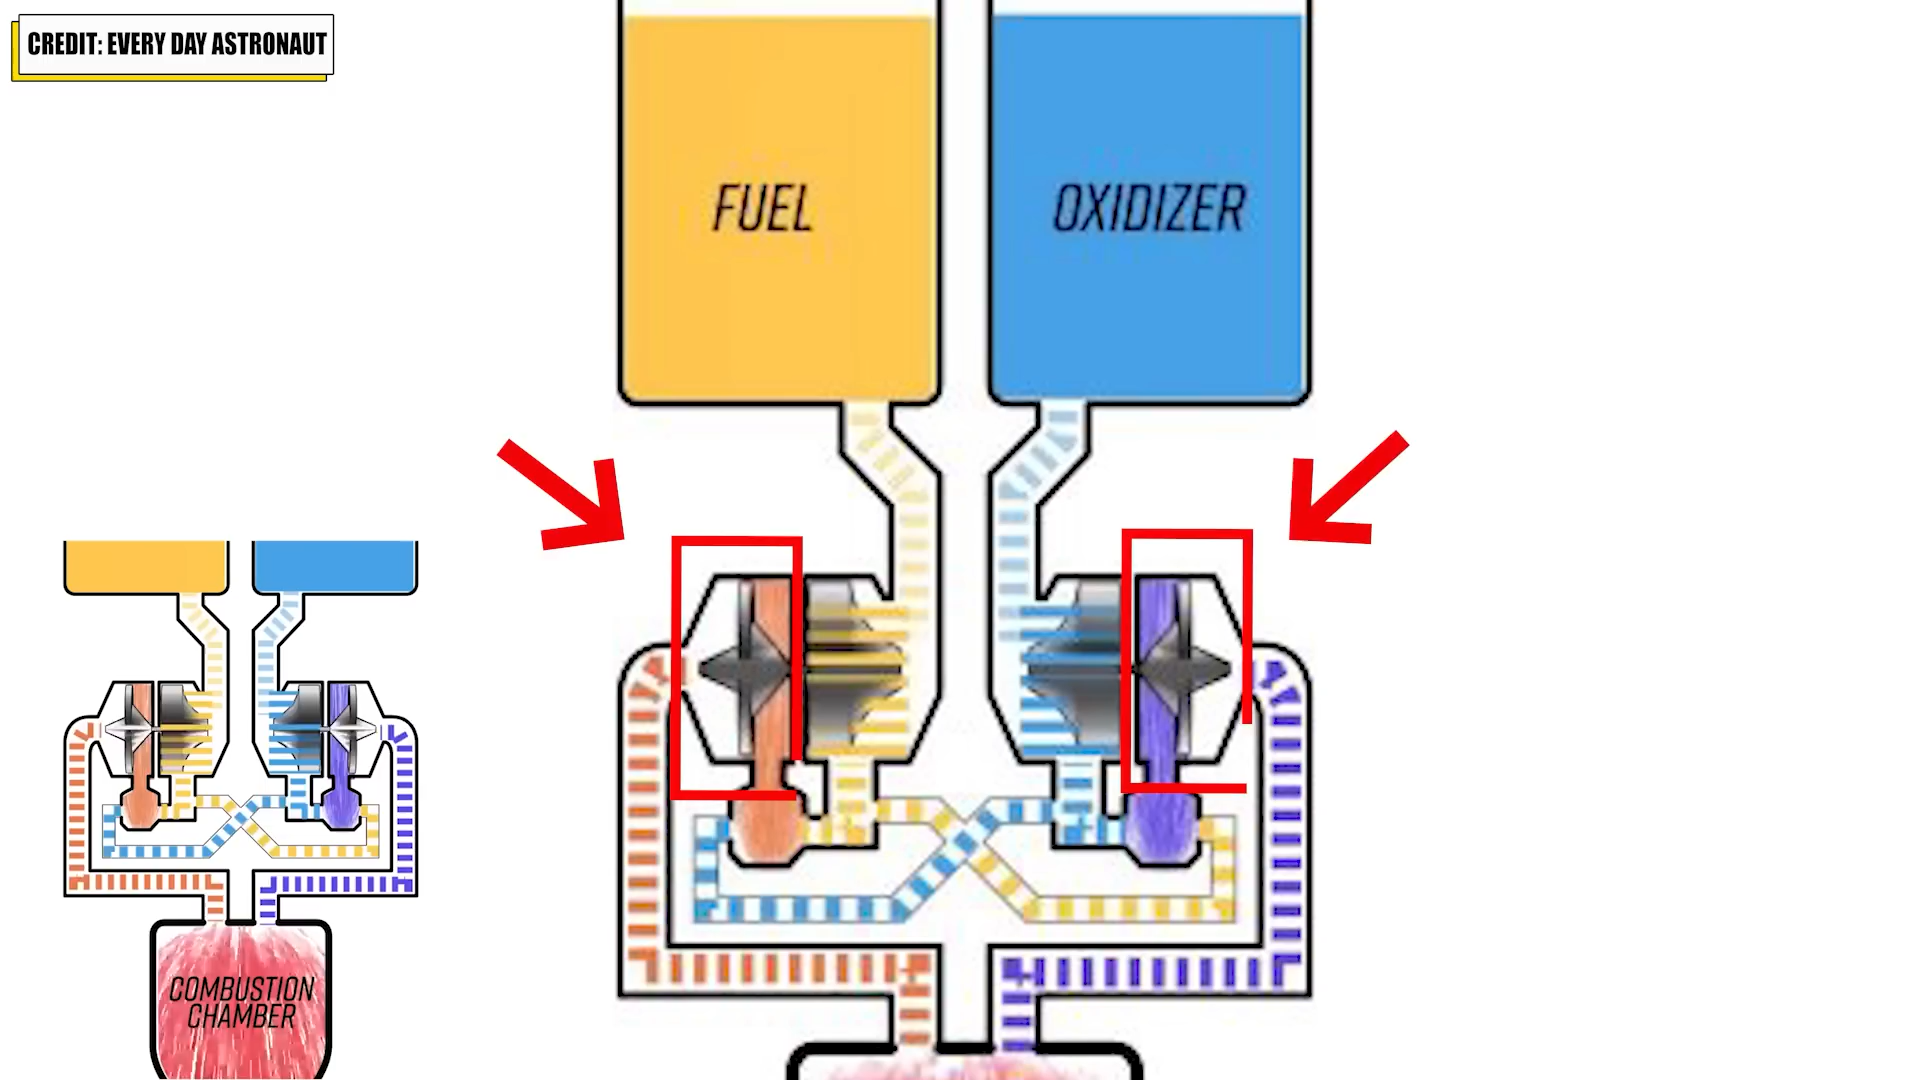 CREDIT: EVERY DAY ASTRONAUT
FUEL
OXIDIZER
COMBUSTION
CHAMBER